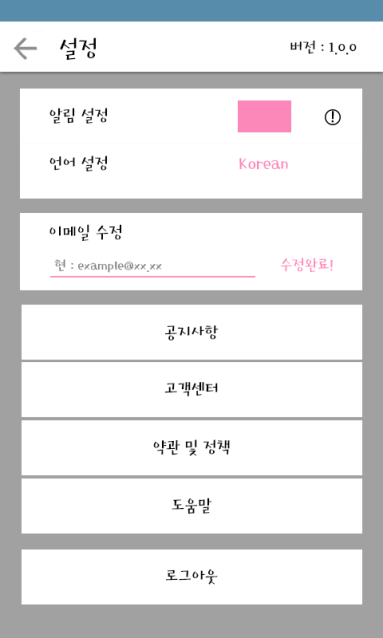 설정
버전 : 1.0.0
알림 설정
언어 설정 Korean
이메일 수정
현 : example@xx.xx
수정완료!
공지사항
고객센터
약관 및 정책
도움말
로그아웃